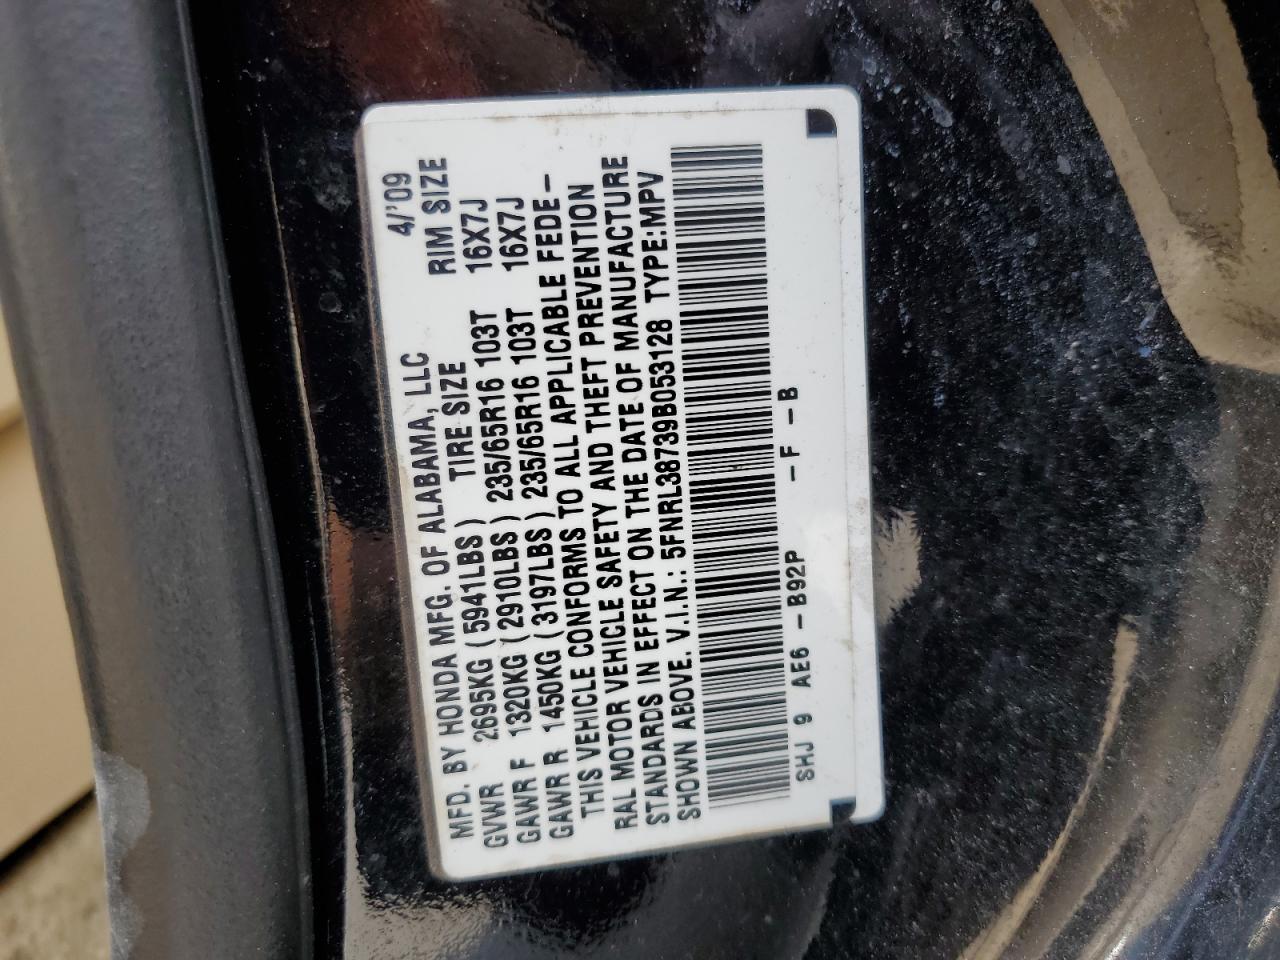 MFD. BY HONDA MFG. OF ALABAMA, LLC 4/'09
GVWR 2695KG (5941LBS) TIRE SIZE RIM SIZE
GAWR F 1320KG (2910LBS) 235/65R16 103T 16X7J
GAWR R 1450KG (3197LBS) 235/65R16 103T 16X7J
THIS VEHICLE CONFORMS TO ALL APPLICABLE FEDE-
RAL MOTOR VEHICLE SAFETY AND THEFT PREVENTION
STANDARDS IN EFFECT ON THE DATE OF MANUFACTURE
SHOWN ABOVE. V.I.N.: 5FNRL38739B053128 TYPE:MPV
SHJ 9 AE6 -B92P -F -B